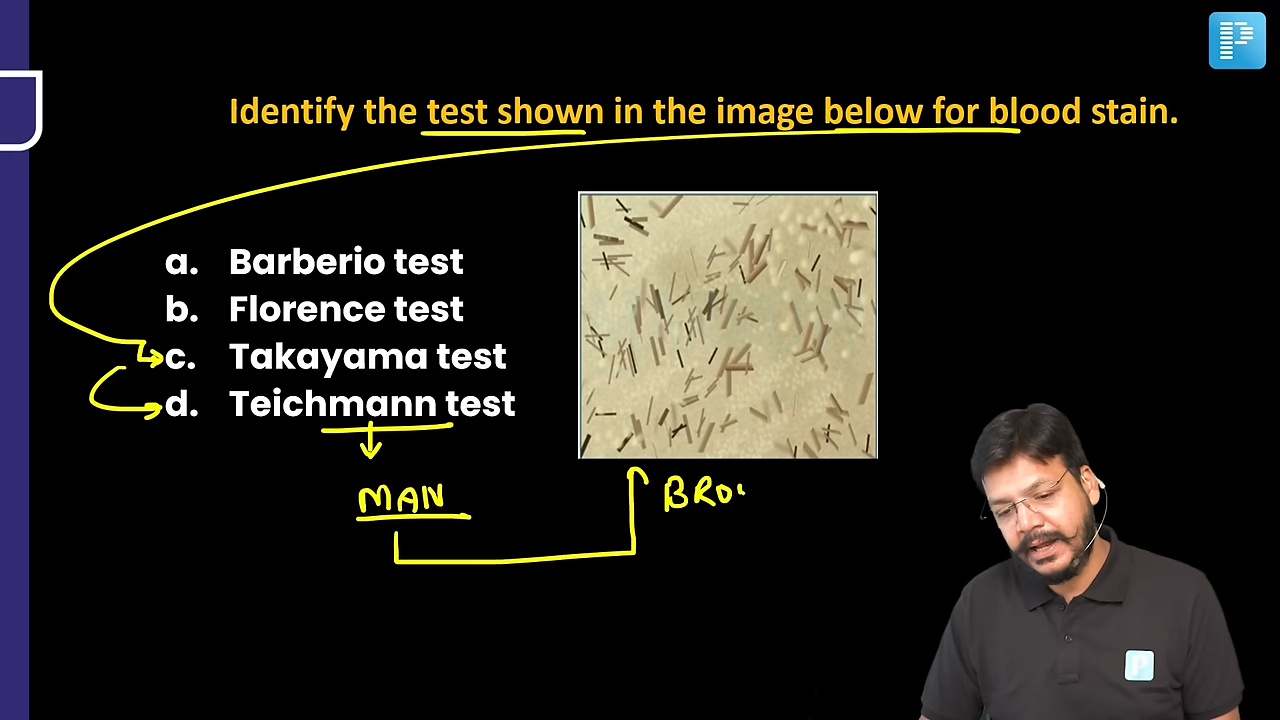 Identify the test shown in the image below for blood stain.
a. Barberio test
b. Florence test
c. Takayama test
d. Teichmann test
MAN